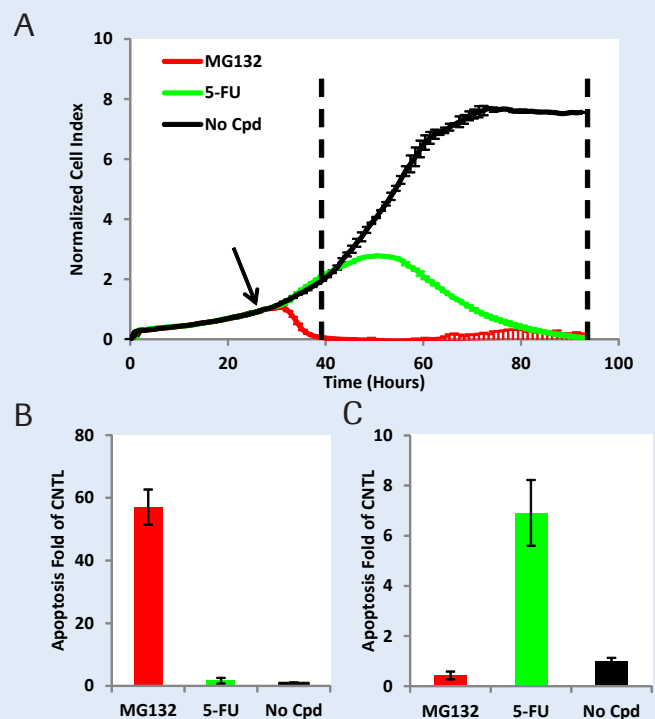 A
10
8
6
4
2
0
Normalized Cell Index
MG132
5-FU
No Cpd
0 20 40 60 80 100
Time (Hours)
B
80
60
40
20
0
Apoptosis Fold of CNTL
MG132 5-FU No Cpd
C
10
8
6
4
2
0
Apoptosis Fold of CNTL
MG132 5-FU No Cpd